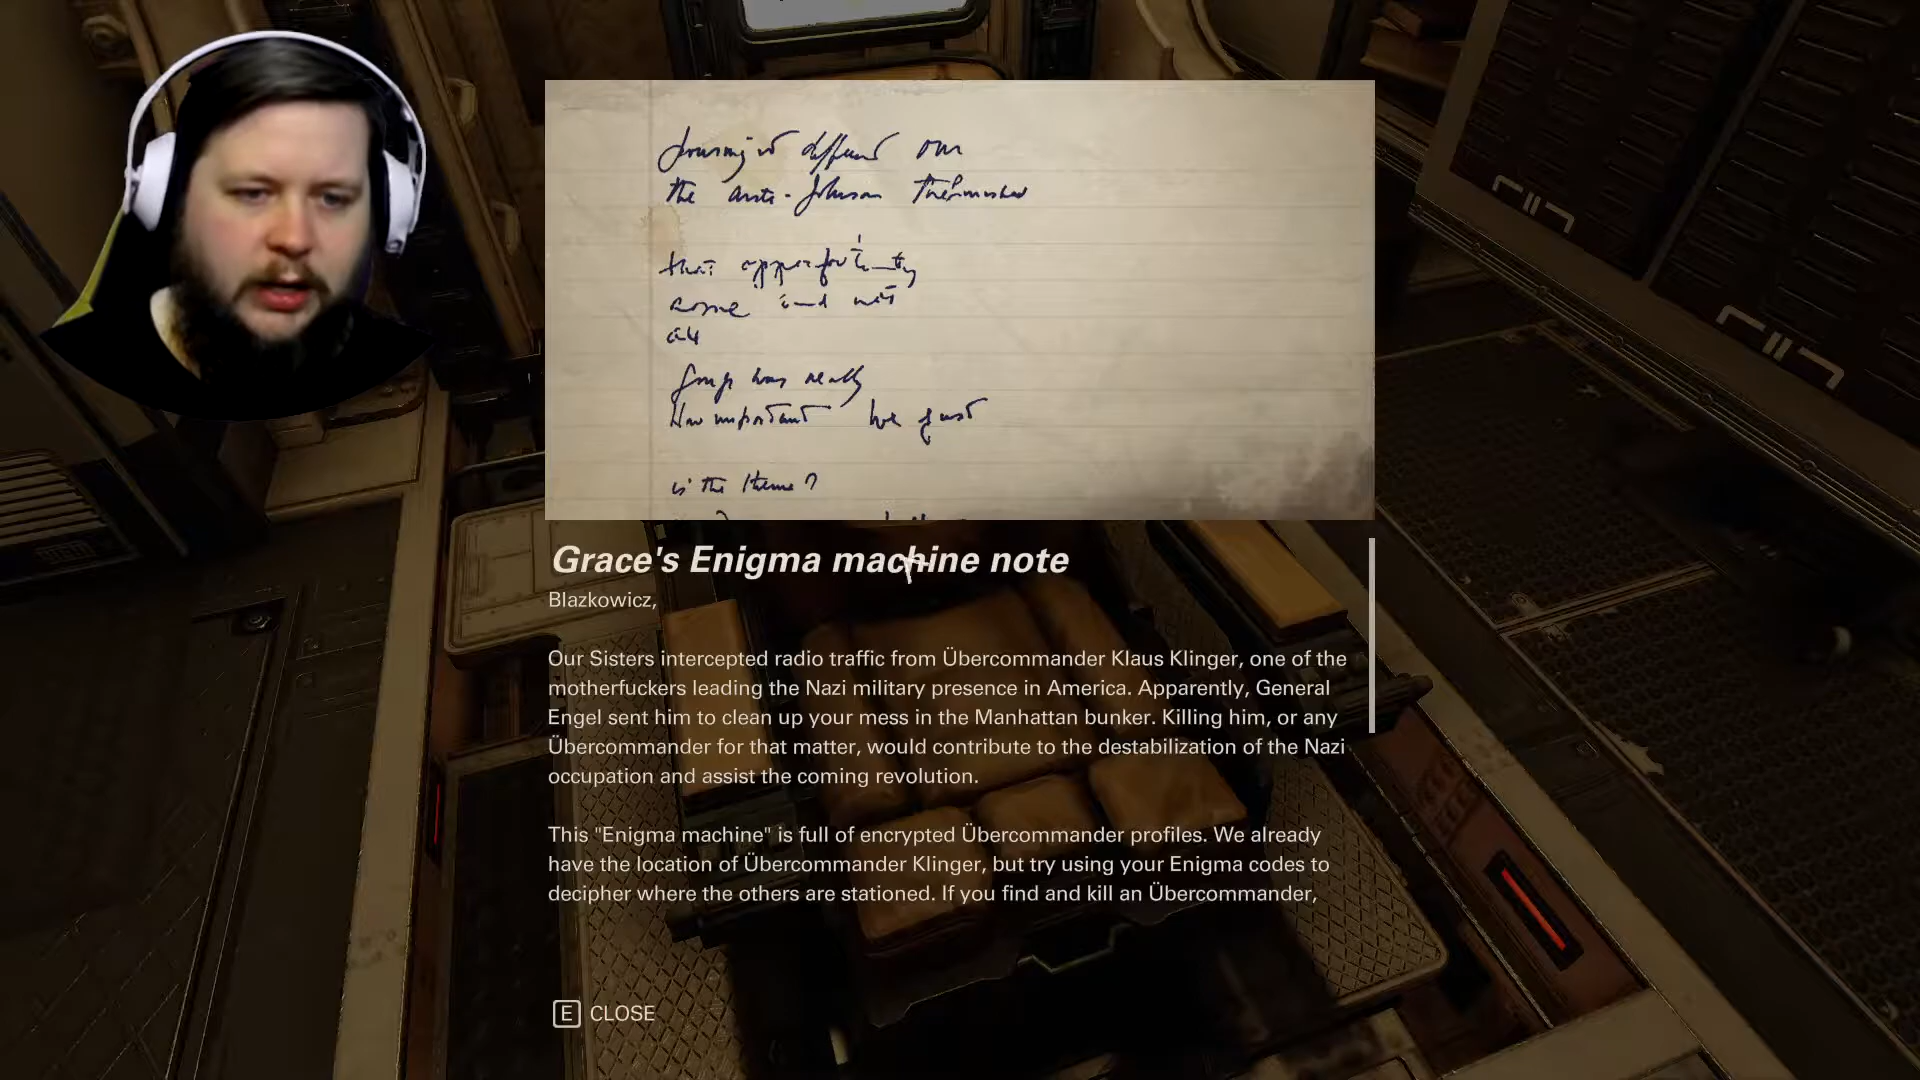 the
that
is the theme?
Grace's Enigma machine note
Blazkowicz,
Our Sisters intercepted radio traffic from Übercommander Klaus Klinger, one of the
motherfuckers leading the Nazi military presence in America. Apparently, General
Engel sent him to clean up your mess in the Manhattan bunker. Killing him, or any
Übercommander for that matter, would contribute to the destabilization of the Nazi
occupation and assist the coming revolution.
This "Enigma machine" is full of encrypted Übercommander profiles. We already
have the location of Übercommander Klinger, but try using your Enigma codes to
decipher where the others are stationed. If you find and kill an Übercommander,
E CLOSE